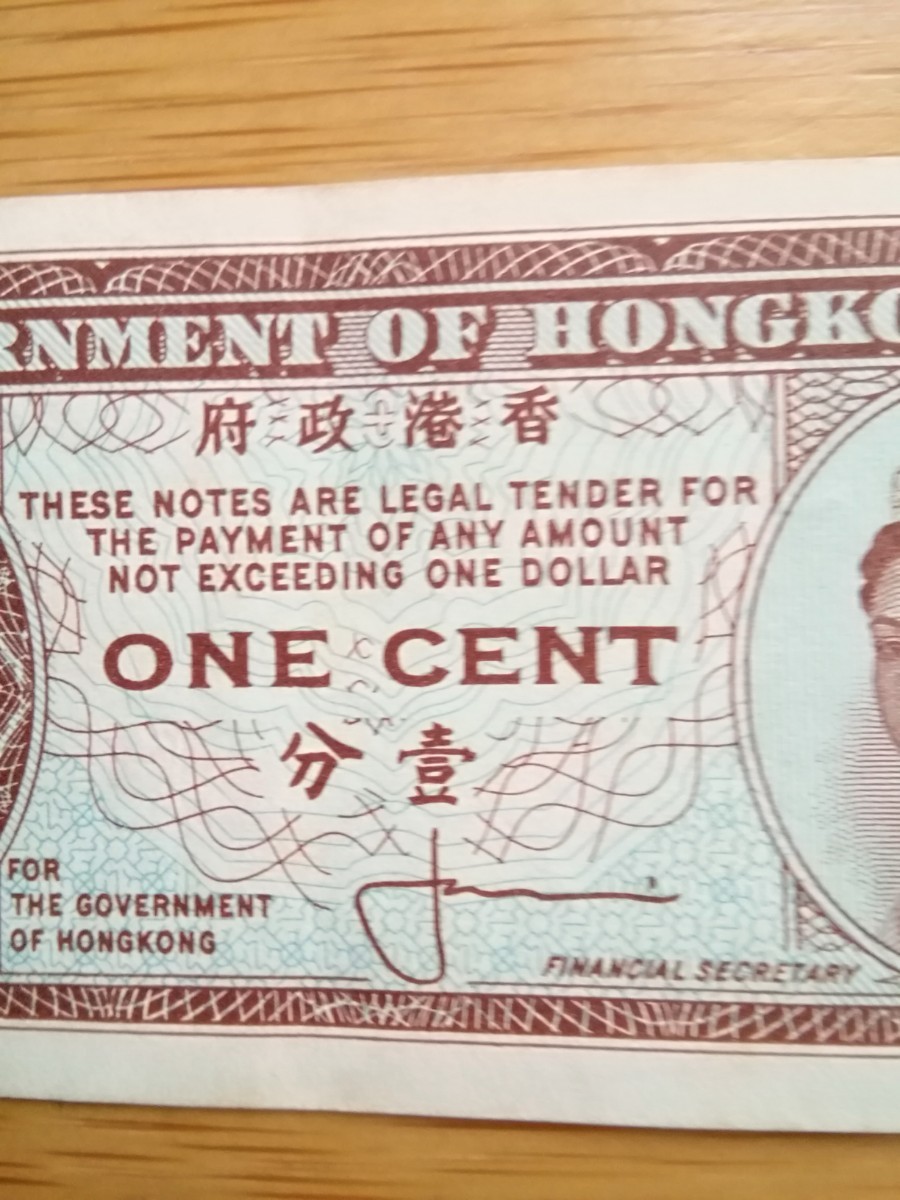 RNMENT OF HONGKO
府政港香
THESE NOTES ARE LEGAL TENDER FOR
THE PAYMENT OF ANY AMOUNT
NOT EXCEEDING ONE DOLLAR
ONE CENT
分壹
FOR
THE GOVERNMENT
OF HONGKONG
FINANCIAL SECRETARY